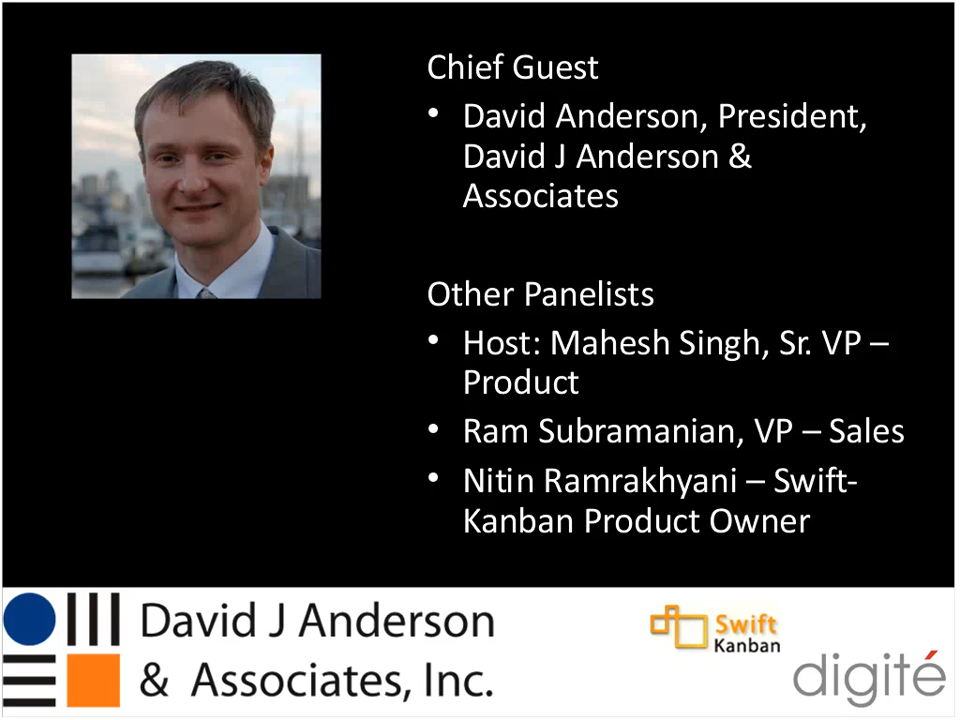 Chief Guest
• David Anderson, President,
David J Anderson &
Associates
Other Panelists
• Host: Mahesh Singh, Sr. VP –
Product
• Ram Subramanian, VP – Sales
• Nitin Ramrakhyani – Swift-
Kanban Product Owner
David J Anderson
& Associates, Inc.
Swift
Kanban
digité